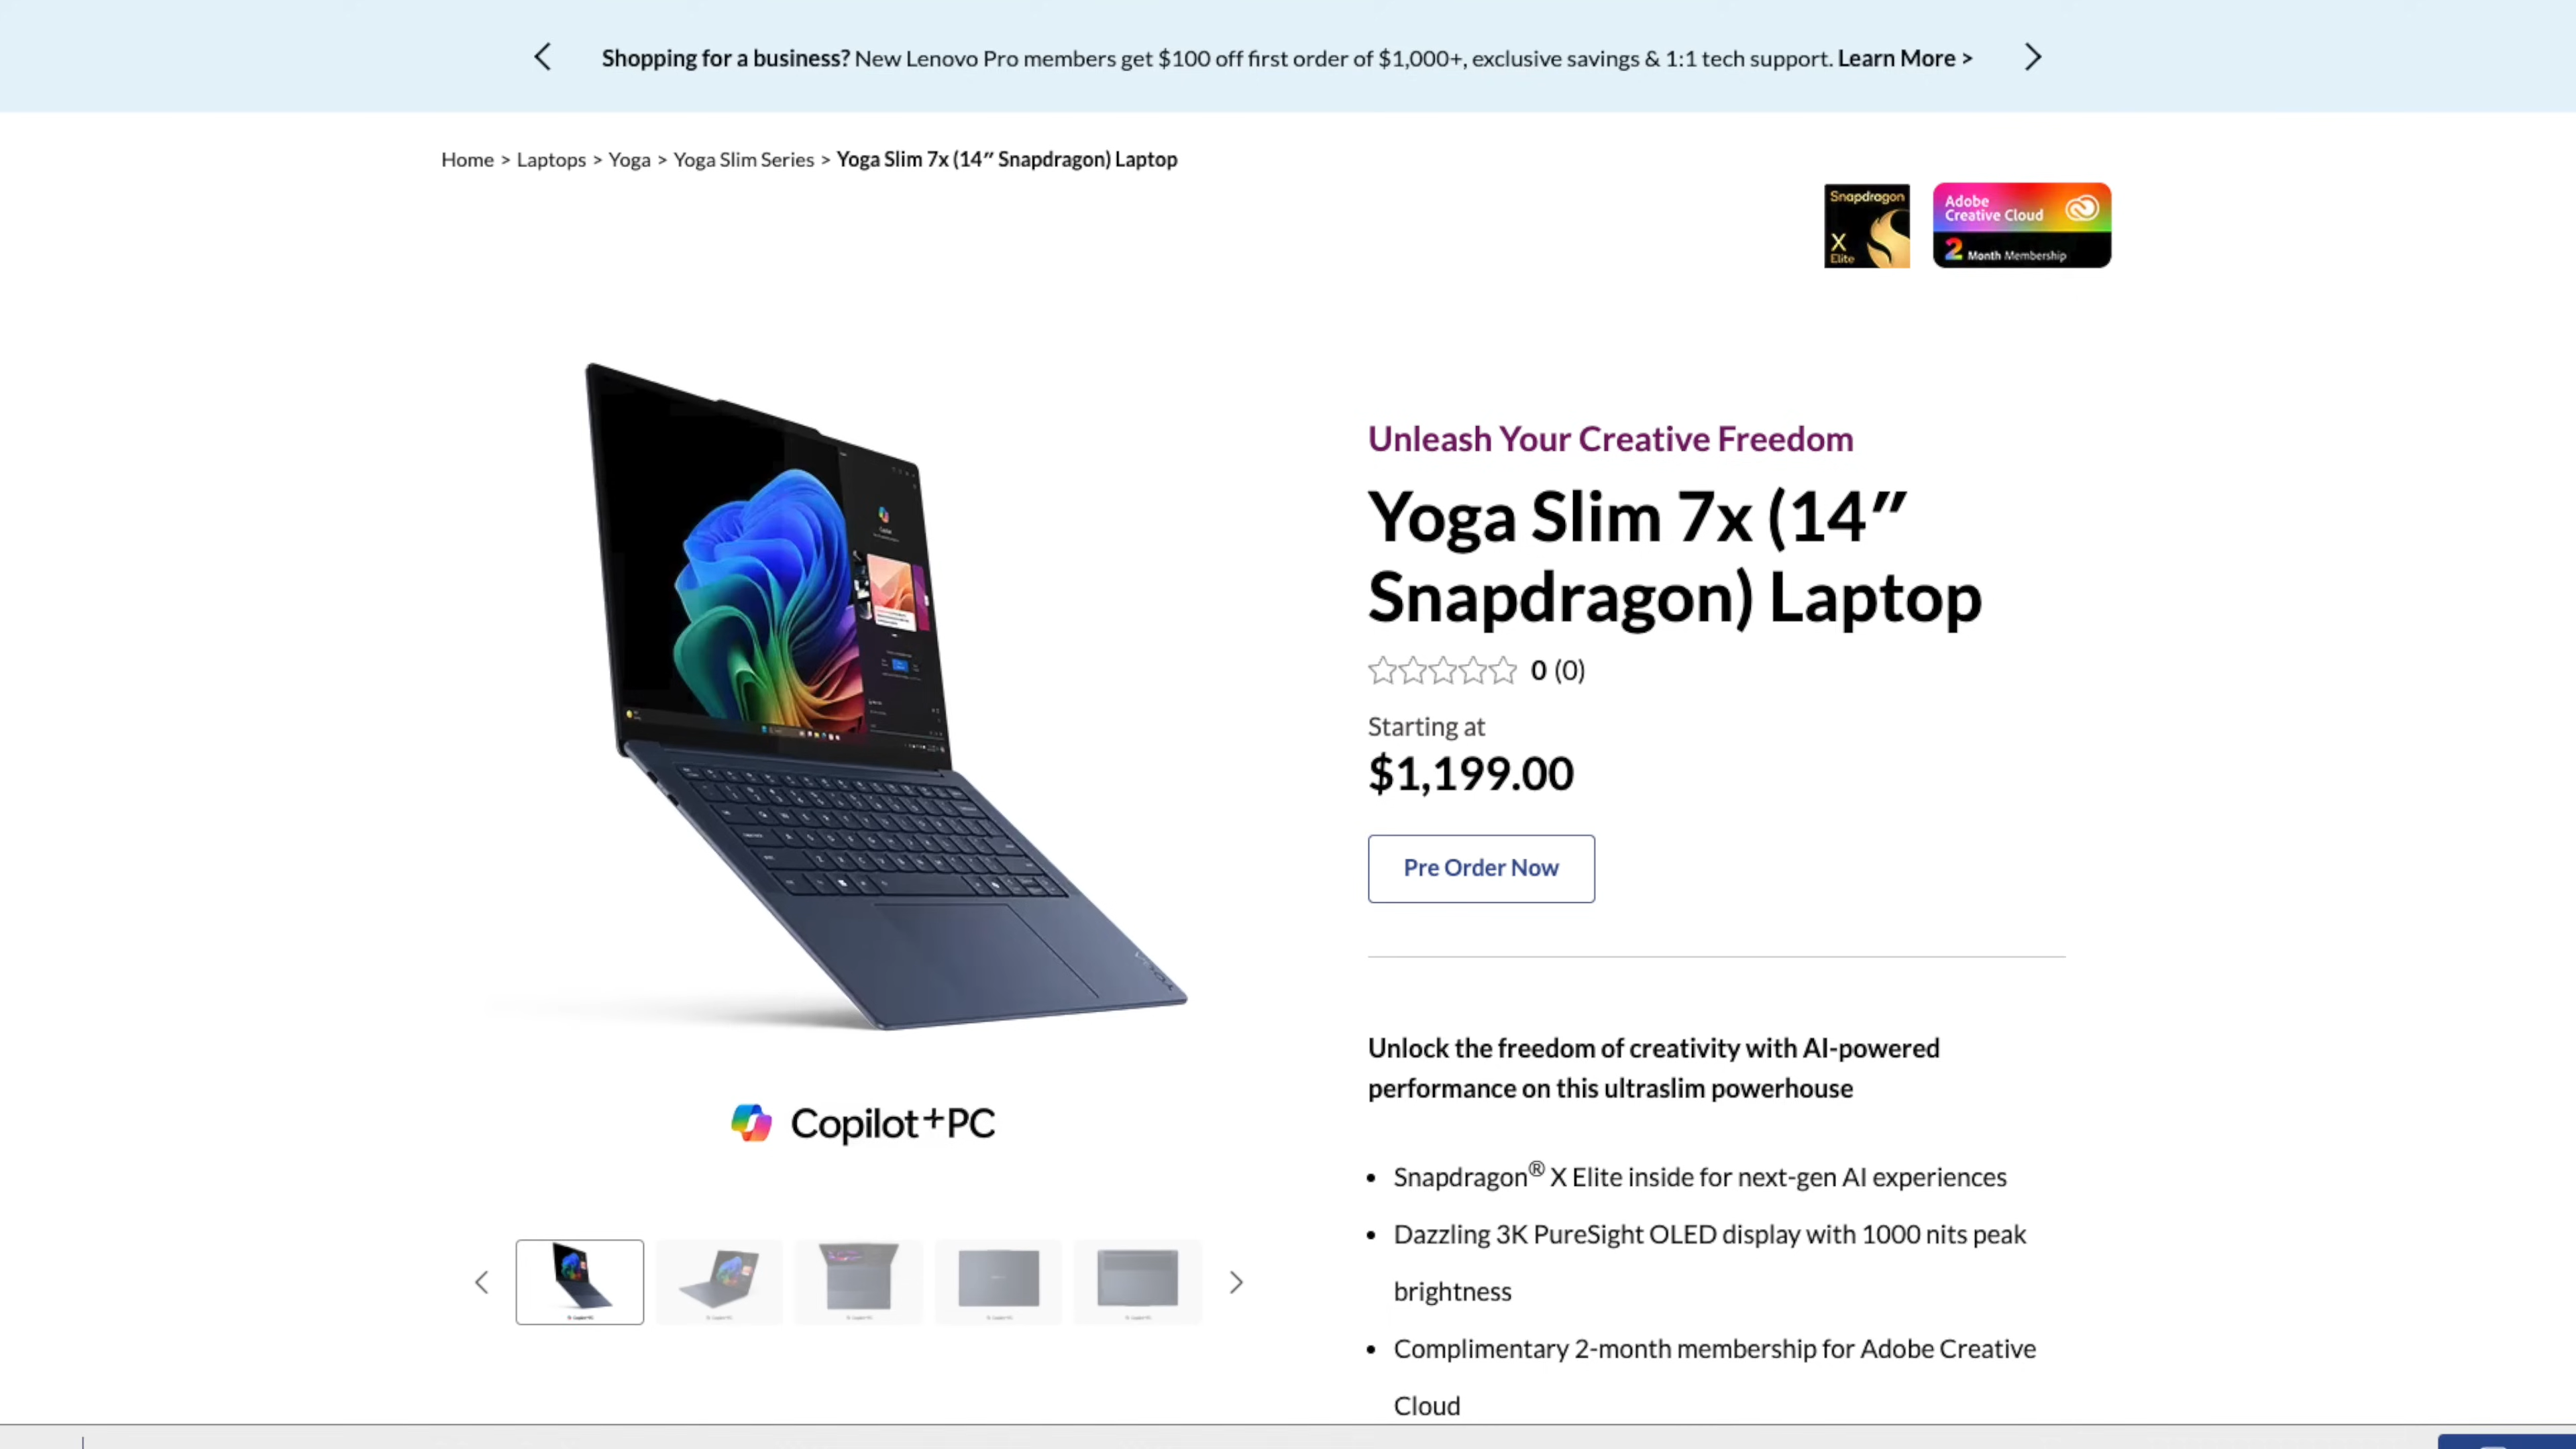 Shopping for a business? New Lenovo Pro members get $100 off first order of $1,000+, exclusive savings & 1:1 tech support. Learn More >
Home > Laptops > Yoga > Yoga Slim Series > Yoga Slim 7x (14″ Snapdragon) Laptop
Snapdragon
X
Elite
Adobe
Creative Cloud
2 Month Membership
Unleash Your Creative Freedom
Yoga Slim 7x (14″
Snapdragon) Laptop
0 (0)
Starting at
$1,199.00
Pre Order Now
Unlock the freedom of creativity with AI-powered
performance on this ultraslim powerhouse
• Snapdragon® X Elite inside for next-gen AI experiences
• Dazzling 3K PureSight OLED display with 1000 nits peak
brightness
• Complimentary 2-month membership for Adobe Creative
Cloud
Copilot+PC